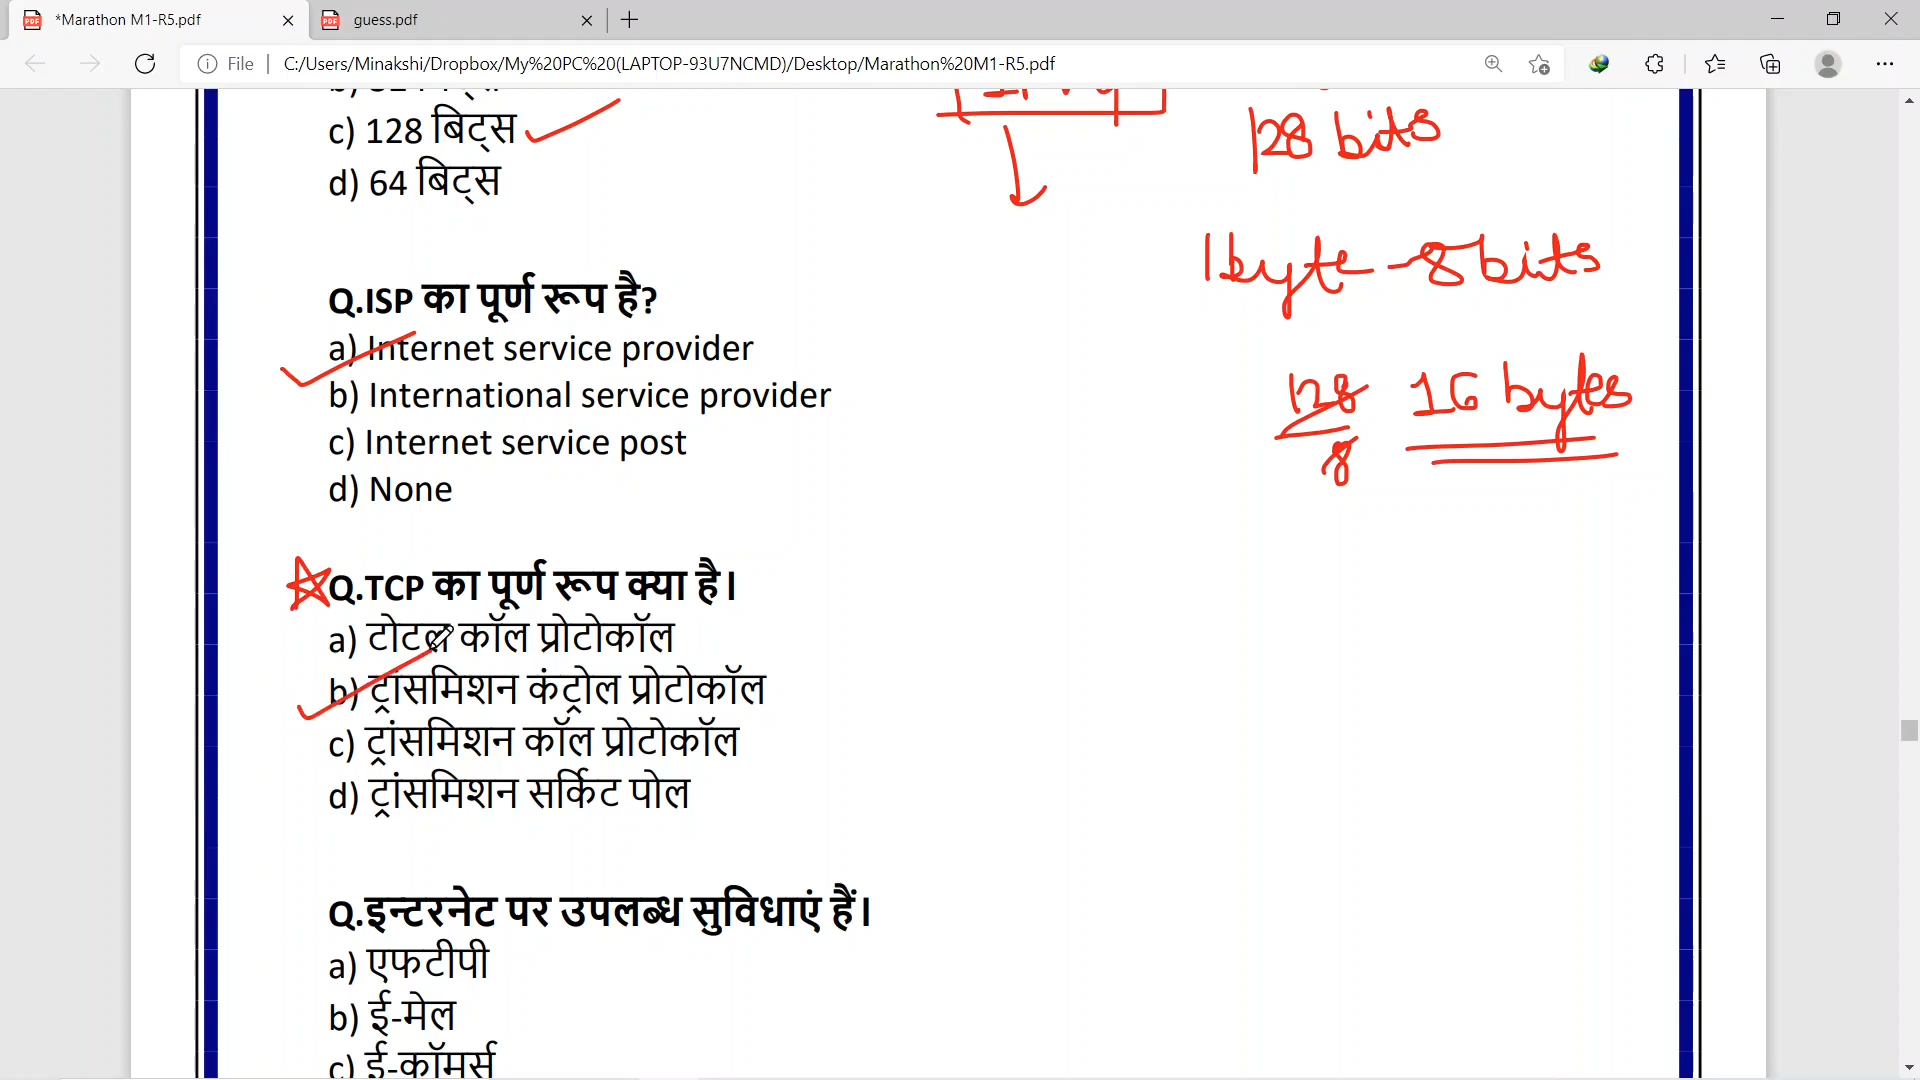 *Marathon M1-R5.pdf
guess.pdf
File
C:/Users/Minakshi/Dropbox/My%20PC%20(LAPTOP-93U7NCMD)/Desktop/Marathon%20M1-R5.pdf
c) 128 बिट्स
128 bits
d) 64 बिट्स
1byte - 8 bits
Q.ISP का पूर्ण रूप है?
a) Internet service provider
b) International service provider
128
8
16 bytes
c) Internet service post
d) None
Q.TCP का पूर्ण रूप क्या है।
a) टोटल कॉल प्रोटोकॉल
b) ट्रांसमिशन कंट्रोल प्रोटोकॉल
c) ट्रांसमिशन कॉल प्रोटोकॉल
d) ट्रांसमिशन सर्किट पोल
Q.इन्टरनेट पर उपलब्ध सुविधाएं हैं।
a) एफटीपी
b) ई-मेल
c) ई-कॉमर्स